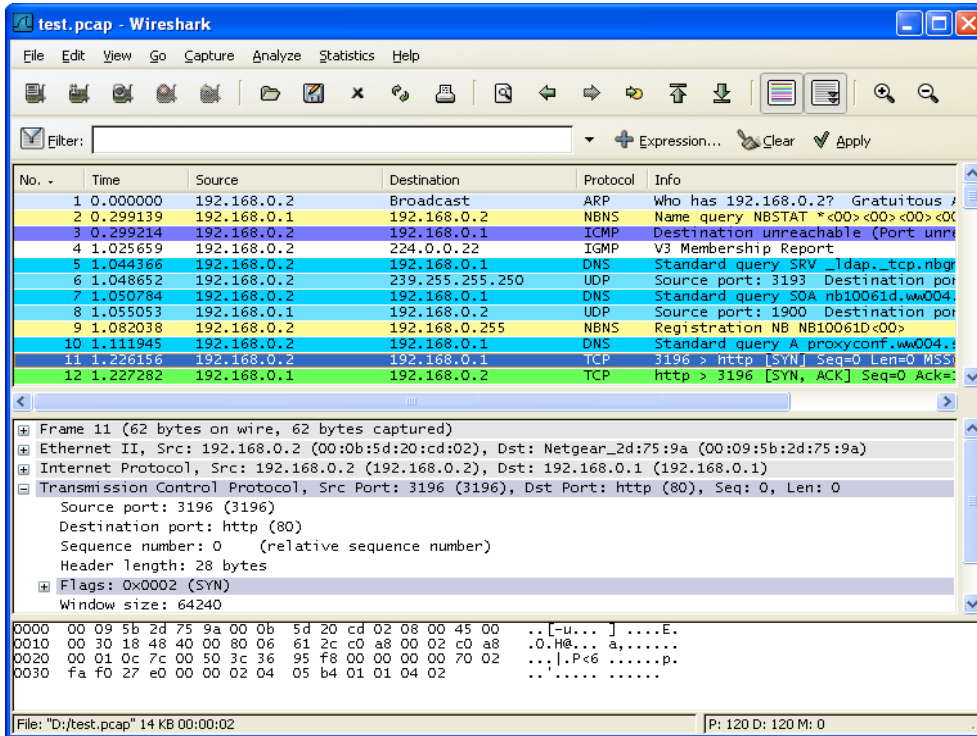 test.pcap - Wireshark
File Edit View Go Capture Analyze Statistics Help
Filter: Expression... Clear Apply
No. Time Source Destination Protocol Info
1 0.000000 192.168.0.2 Broadcast ARP Who has 192.168.0.2? Gratuitous
2 0.299139 192.168.0.1 192.168.0.2 NBNS Name query NBSTAT *<00><00><00><00
3 0.299214 192.168.0.2 192.168.0.1 ICMP Destination unreachable (Port unre
4 1.025659 192.168.0.2 224.0.0.22 IGMP V3 Membership Report
5 1.044366 192.168.0.2 192.168.0.1 DNS Standard query SRV _ldap._tcp.nbgm
6 1.048652 192.168.0.2 239.255.255.250 UDP Source port: 3193 Destination por
7 1.050784 192.168.0.2 192.168.0.1 DNS Standard query SOA nb10061d.ww004.
8 1.055053 192.168.0.1 192.168.0.2 UDP Source port: 1900 Destination por
9 1.082038 192.168.0.2 192.168.0.255 NBNS Registration NB NB10061D<00>
10 1.111945 192.168.0.2 192.168.0.1 DNS Standard query A proxyconf.ww004.s
11 1.226156 192.168.0.2 192.168.0.1 TCP 3196 > http [SYN] Seq=0 Len=0 MSS
12 1.227282 192.168.0.1 192.168.0.2 TCP http > 3196 [SYN, ACK] Seq=0 Ack=
Frame 11 (62 bytes on wire, 62 bytes captured)
Ethernet II, Src: 192.168.0.2 (00:0b:5d:20:cd:02), Dst: Netgear_2d:75:9a (00:09:5b:2d:75:9a)
Internet Protocol, Src: 192.168.0.2 (192.168.0.2), Dst: 192.168.0.1 (192.168.0.1)
Transmission Control Protocol, Src Port: 3196 (3196), Dst Port: http (80), Seq: 0, Len: 0
Source port: 3196 (3196)
Destination port: http (80)
Sequence number: 0 (relative sequence number)
Header length: 28 bytes
Flags: 0x0002 (SYN)
Window size: 64240
0000 00 09 5b 2d 75 9a 00 0b 5d 20 cd 02 08 00 45 00 ..[-u... ] ....E.
0010 00 30 18 48 40 00 80 06 61 2c c0 a8 00 02 c0 a8 .0.H@... a,......
0020 00 01 0c 7c 00 50 3c 36 95 f8 00 00 00 00 70 02 ...|.P<6 ......p.
0030 fa f0 27 e0 00 00 02 04 05 b4 01 01 04 02 ..'..... ......
File: "D:/test.pcap" 14 KB 00:00:02 P: 120 D: 120 M: 0